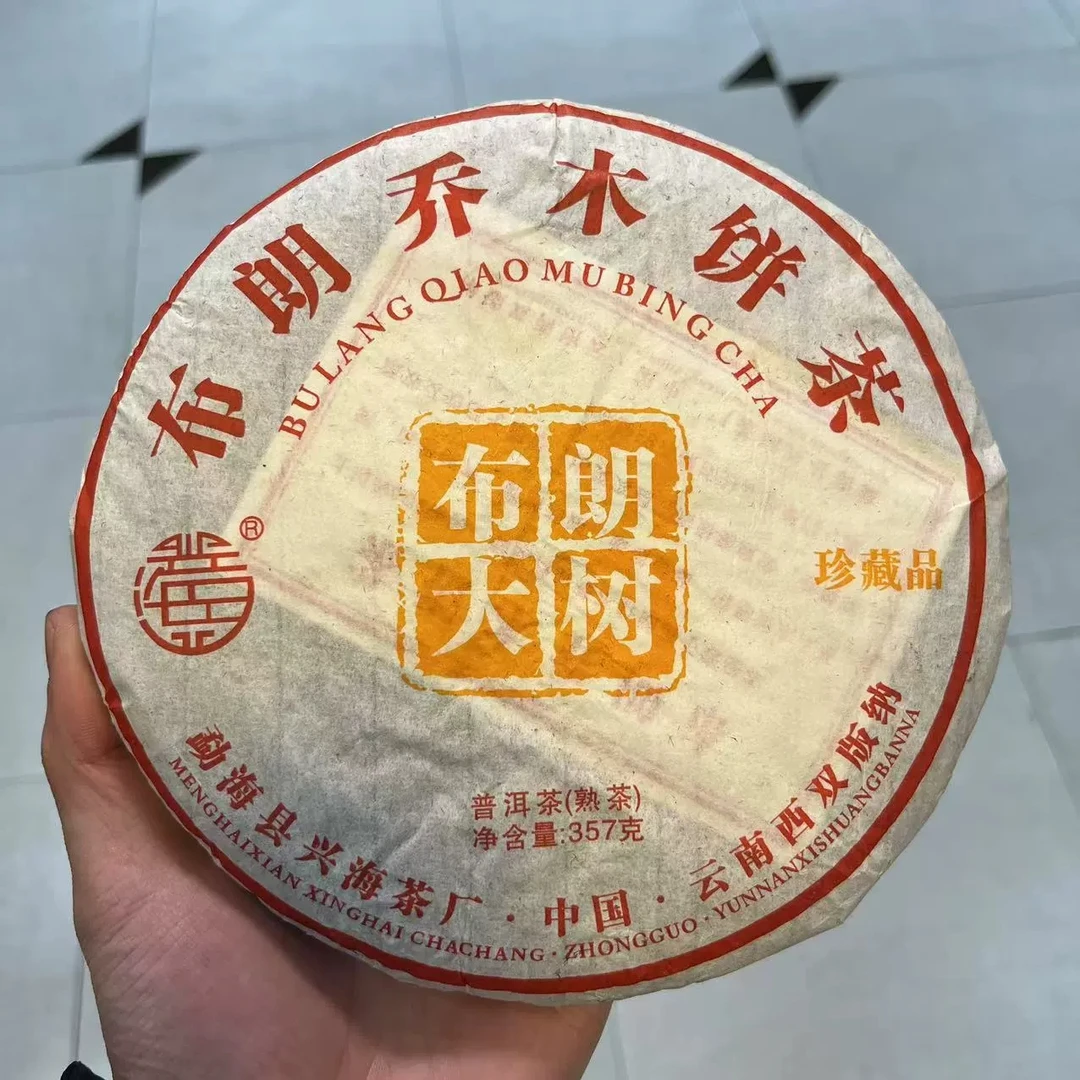 布朗乔木饼茶
BULANG QIAO MU BING CHA
布朗
大树
®
珍藏品
普洱茶(熟茶)
净含量:357克
勐海县兴海茶厂·中国·云南西双版纳
MENGHAIXIAN XINGHAI CHACHANG·ZHONGGUO·YUNNANXISHUANGBANNA